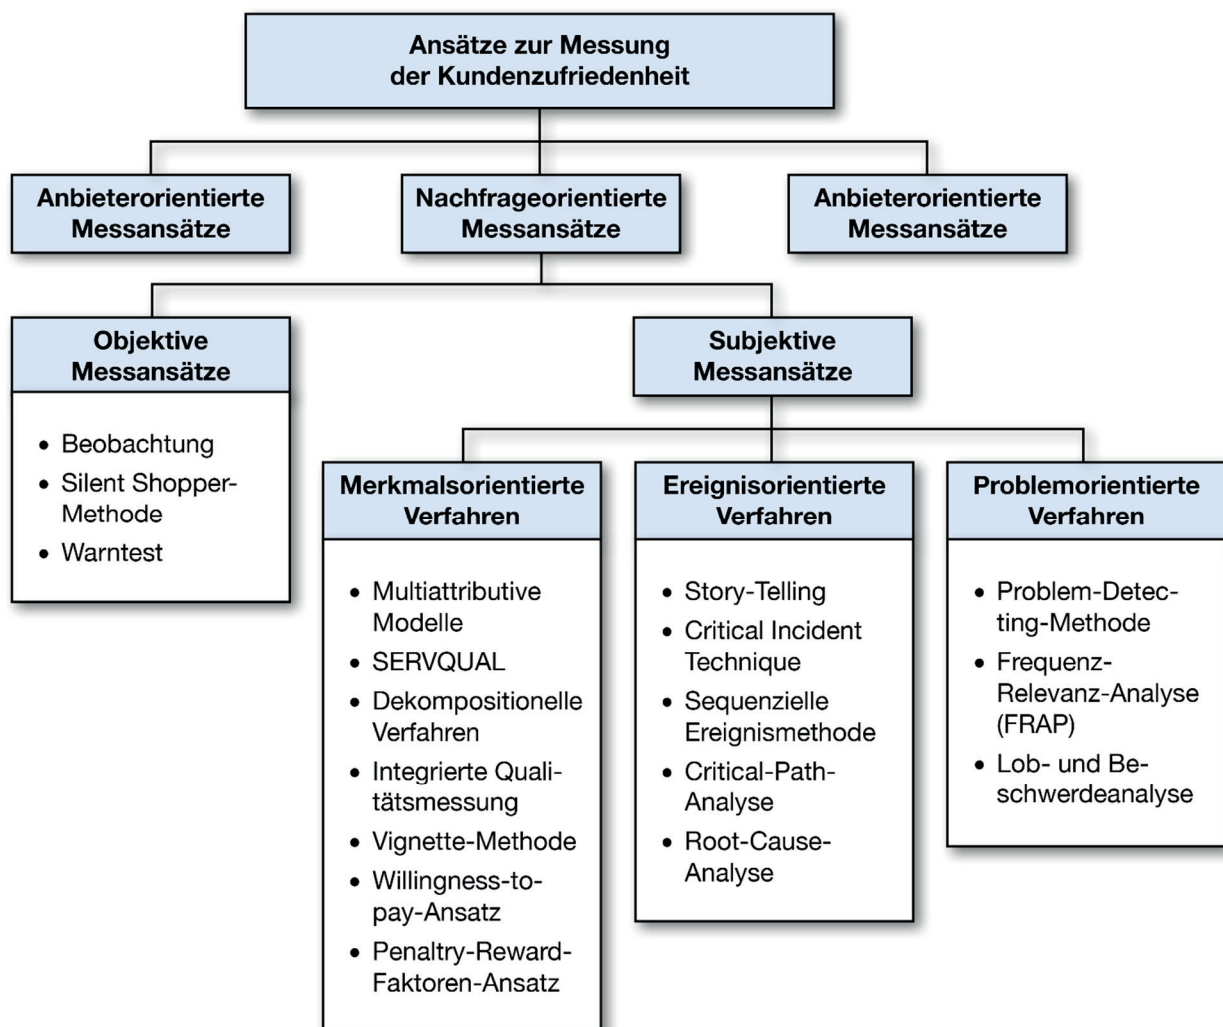 Ansätze zur Messung
der Kundenzufriedenheit
Anbieterorientierte
Messansätze
Nachfrageorientierte
Messansätze
Anbieterorientierte
Messansätze
Objektive
Messansätze
• Beobachtung
• Silent Shopper-
Methode
• Warntest
Subjektive
Messansätze
Merkmalsorientierte
Verfahren
• Multiattributive
Modelle
• SERVQUAL
• Dekompositionelle
Verfahren
• Integrierte Quali-
tätsmessung
• Vignette-Methode
• Willingness-to-
pay-Ansatz
• Penaltry-Reward-
Faktoren-Ansatz
Ereignisorientierte
Verfahren
• Story-Telling
• Critical Incident
Technique
• Sequenzielle
Ereignismethode
• Critical-Path-
Analyse
• Root-Cause-
Analyse
Problemorientierte
Verfahren
• Problem-Detec-
ting-Methode
• Frequenz-
Relevanz-Analyse
(FRAP)
• Lob- und Be-
schwerdeanalyse